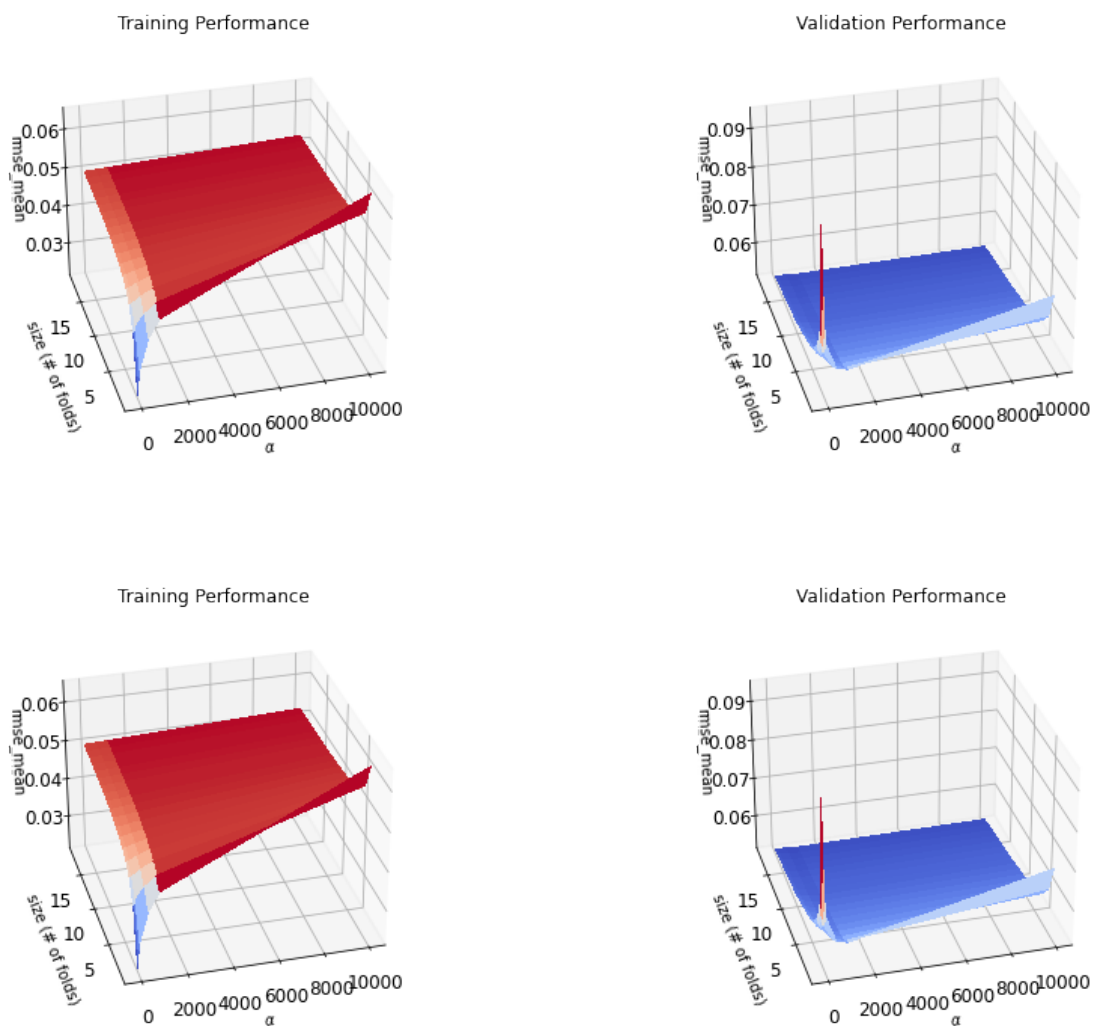 Training Performance
Validation Performance
0.06
0.05
0.04
0.03
rmse_mean
15
10
5
size (# of folds)
0 2000 4000 6000 8000 10000
α
0.09
0.08
0.07
0.06
rmse_mean
15
10
5
size (# of folds)
0 2000 4000 6000 8000 10000
α
Training Performance
Validation Performance
0.06
0.05
0.04
0.03
rmse_mean
15
10
5
size (# of folds)
0 2000 4000 6000 8000 10000
α
0.09
0.08
0.07
0.06
rmse_mean
15
10
5
size (# of folds)
0 2000 4000 6000 8000 10000
α